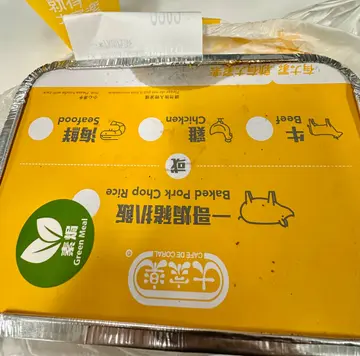 大家樂
CAFE DE CORAL
一哥焗豬扒飯
Baked Pork Chop Rice
素焗
Green Meal
或
牛
Beef
雞
Chicken
海鮮
Seafood